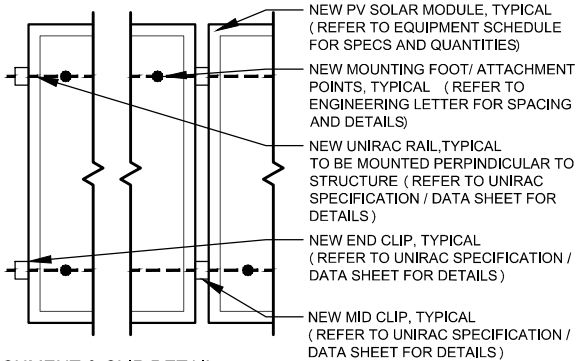 NEW PV SOLAR MODULE, TYPICAL
( REFER TO EQUIPMENT SCHEDULE
FOR SPECS AND QUANTITIES)
NEW MOUNTING FOOT/ ATTACHMENT
POINTS, TYPICAL ( REFER TO
ENGINEERING LETTER FOR SPACING
AND DETAILS)
NEW UNIRAC RAIL,TYPICAL
TO BE MOUNTED PERPINDICULAR TO
STRUCTURE ( REFER TO UNIRAC
SPECIFICATION / DATA SHEET FOR
DETAILS )
NEW END CLIP, TYPICAL
( REFER TO UNIRAC SPECIFICATION /
DATA SHEET FOR DETAILS )
NEW MID CLIP, TYPICAL
( REFER TO UNIRAC SPECIFICATION /
DATA SHEET FOR DETAILS )